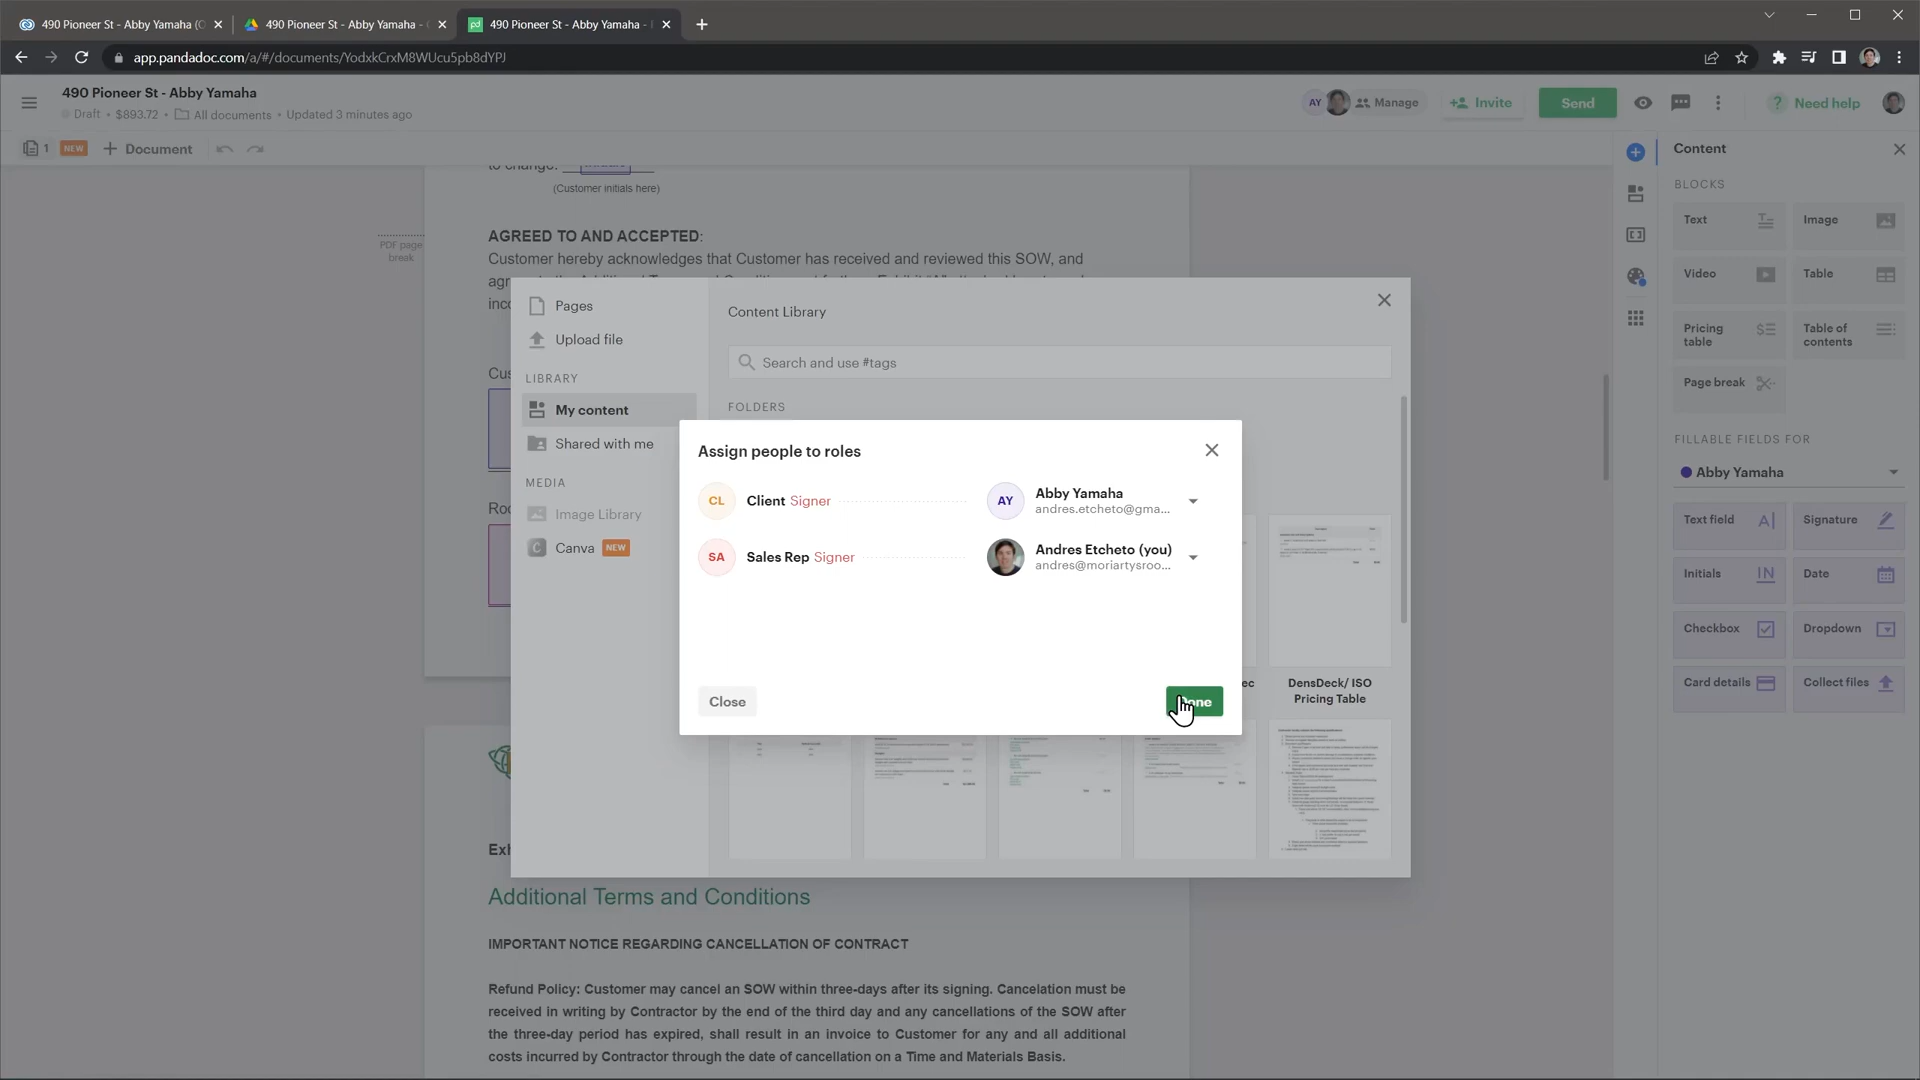 490 Pioneer St - Abby Yamaha (O
490 Pioneer St - Abby Yamaha -
490 Pioneer St - Abby Yamaha -
app.pandadoc.com/a/#/documents/YodxkCrxM8WUcu5pb8dYPJ
490 Pioneer St - Abby Yamaha
Draft • $893.72 • All documents • Updated 3 minutes ago
AY
Manage
Invite
Send
? Need help
1 NEW + Document
to change:
(Customer initials here)
PDF page
break
AGREED TO AND ACCEPTED:
Customer hereby acknowledges that Customer has received and reviewed this SOW, and
Pages
Upload file
LIBRARY
My content
Shared with me
MEDIA
Image Library
Canva NEW
Content Library
Search and use #tags
FOLDERS
Assign people to roles
CL Client Signer
AY Abby Yamaha
andres.etcheto@gma...
SA Sales Rep Signer
Andres Etcheto (you)
andres@moriartysroo...
Close
Done
DensDeck/ ISO
Pricing Table
Additional Terms and Conditions
IMPORTANT NOTICE REGARDING CANCELLATION OF CONTRACT
Refund Policy: Customer may cancel an SOW within three-days after its signing. Cancelation must be
received in writing by Contractor by the end of the third day and any cancellations of the SOW after
the three-day period has expired, shall result in an invoice to Customer for any and all additional
costs incurred by Contractor through the date of cancellation on a Time and Materials Basis.
Content
BLOCKS
Text
Image
Video
Table
Pricing
table
Table of
contents
Page break
FILLABLE FIELDS FOR
Abby Yamaha
Text field
Signature
Initials
IN
Date
Checkbox
Dropdown
Card details
Collect files